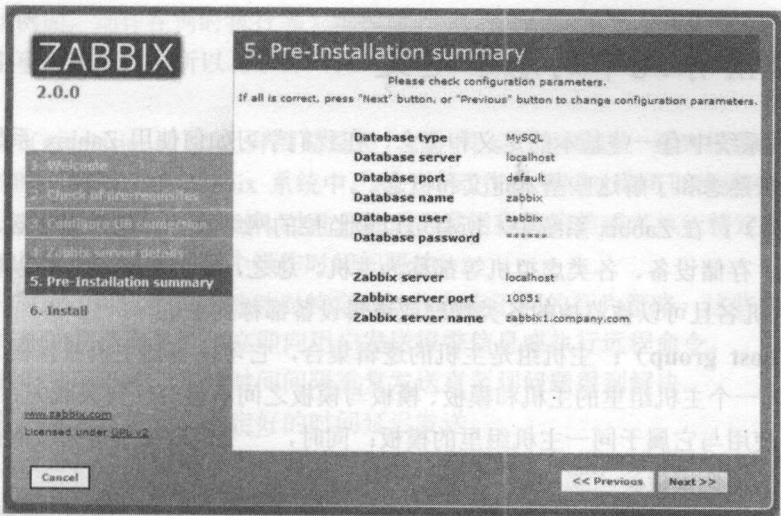 ZABBIX
2.0.0
1. Welcome
2. Check of pre-requisites
3. Configure DB connection
4. Zabbix server details
5. Pre-Installation summary
6. Install
www.zabbix.com
Licensed under GPL v2
5. Pre-Installation summary
Please check configuration parameters.
If all is correct, press "Next" button, or "Previous" button to change configuration parameters.
Database type MySQL
Database server localhost
Database port default
Database name zabbix
Database user zabbix
Database password ******
Zabbix server localhost
Zabbix server port 10051
Zabbix server name zabbix1.company.com
Cancel
<< Previous
Next >>